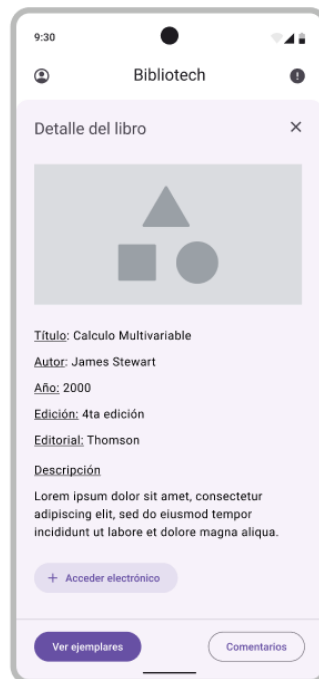 9:30
Bibliotech
Detalle del libro
Título: Calculo Multivariable
Autor: James Stewart
Año: 2000
Edición: 4ta edición
Editorial: Thomson
Descripción
Lorem ipsum dolor sit amet, consectetur
adipiscing elit, sed do eiusmod tempor
incididunt ut labore et dolore magna aliqua.
+ Acceder electrónico
Ver ejemplares
Comentarios